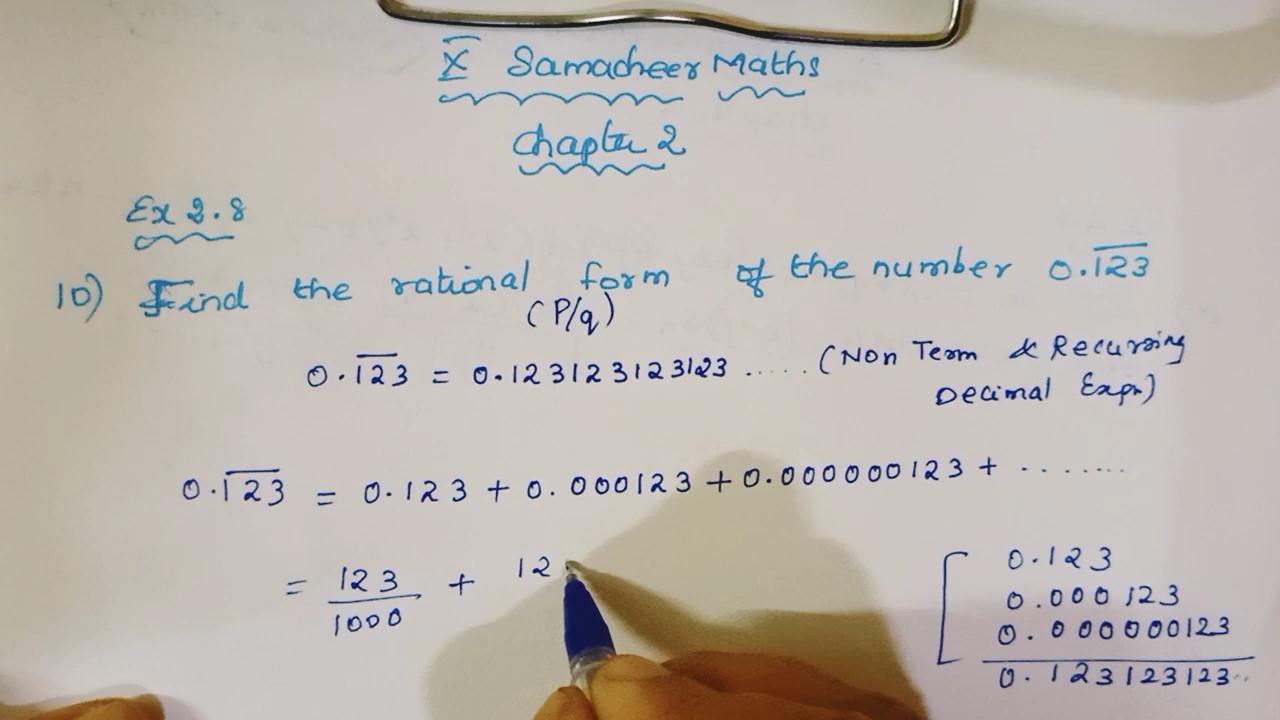 X Samacheer Maths
Chapter 2
Ex 2.8
10) Find the rational form of the number 0.1̅2̅3̅
(P/q)
0.1̅2̅3 = 0.123123123123 ..... (Non Term & Recurring
Decimal Expn)
0.1̅2̅3 = 0.123 + 0.000123 + 0.000000123 + ........
= 123/1000 + 12
0.123
0.000123
0.000000123
0.123123123..